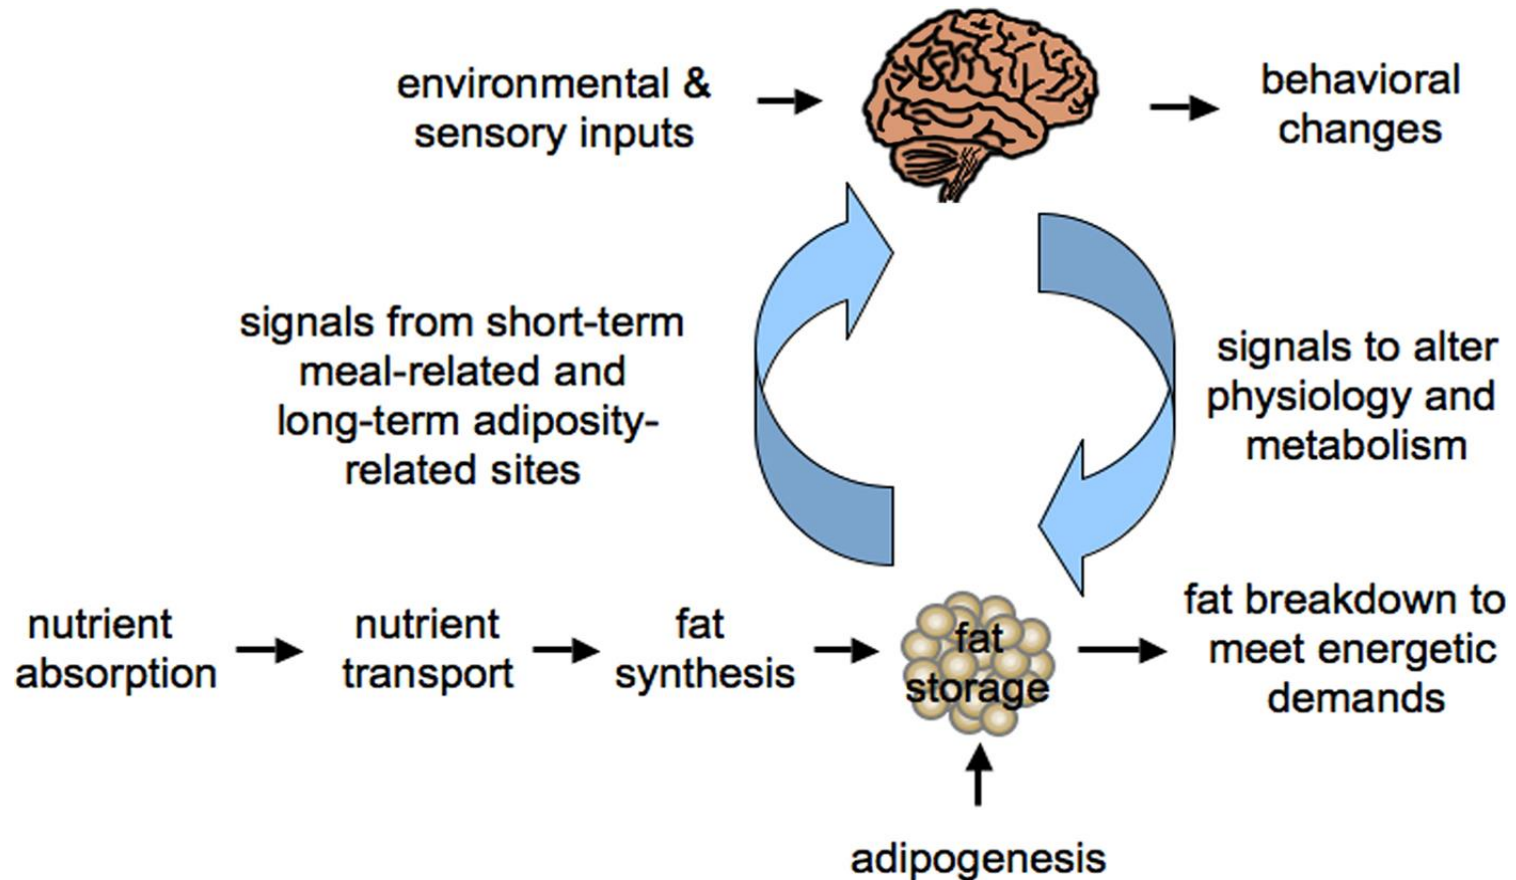 environmental &
sensory inputs
behavioral
changes
signals from short-term
meal-related and
long-term adiposity-
related sites
signals to alter
physiology and
metabolism
nutrient
absorption
nutrient
transport
fat
synthesis
fat
storage
fat breakdown to
meet energetic
demands
adipogenesis